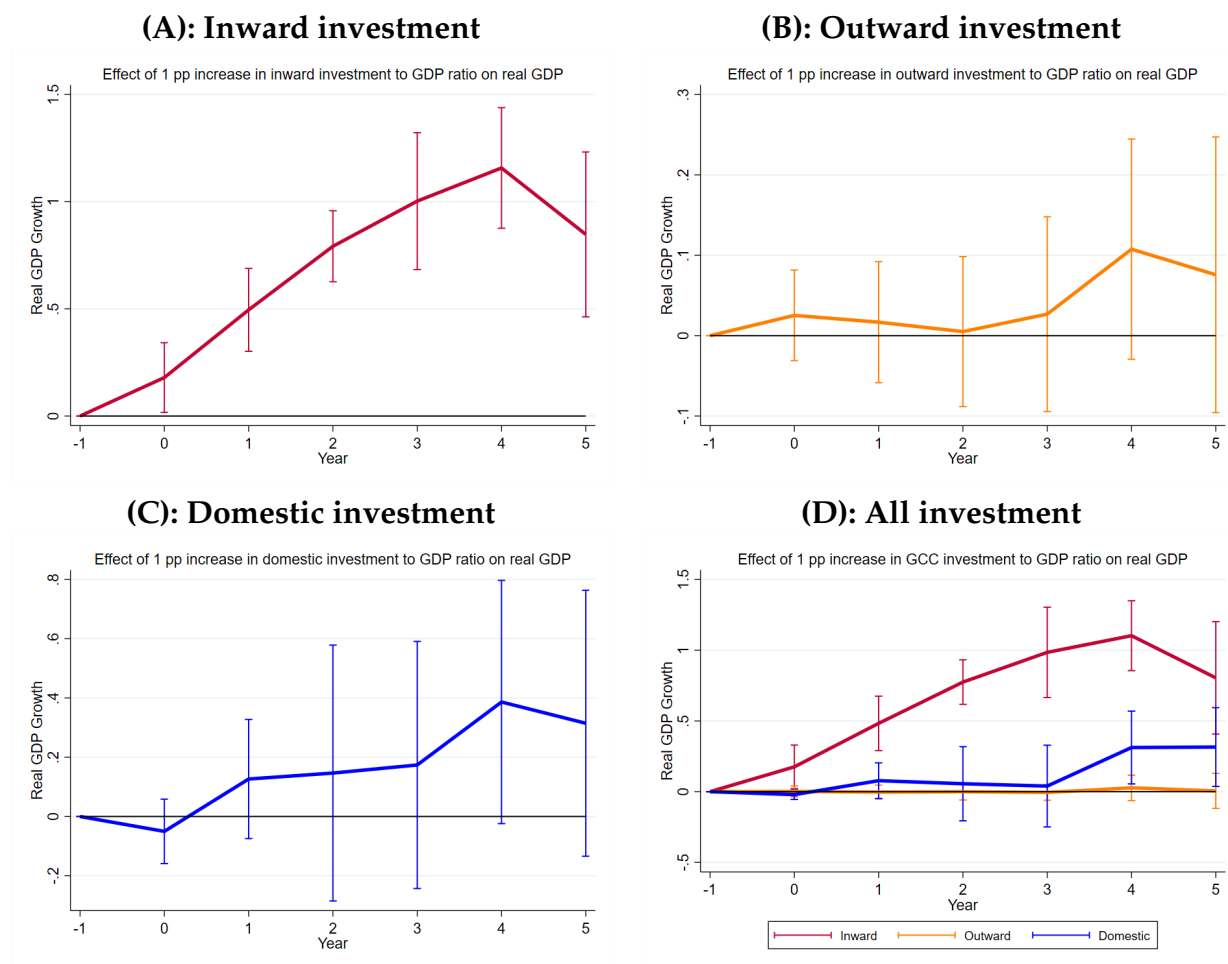 (A): Inward investment
Effect of 1 pp increase in inward investment to GDP ratio on real GDP
Real GDP Growth
1.5
1
.5
0
-1 0 1 2 3 4 5
Year
(B): Outward investment
Effect of 1 pp increase in outward investment to GDP ratio on real GDP
Real GDP Growth
.3
.2
.1
0
-.1
-1 0 1 2 3 4 5
Year
(C): Domestic investment
Effect of 1 pp increase in domestic investment to GDP ratio on real GDP
Real GDP Growth
.8
.6
.4
.2
0
-.2
-1 0 1 2 3 4 5
Year
(D): All investment
Effect of 1 pp increase in GCC investment to GDP ratio on real GDP
Real GDP Growth
1.5
1
.5
0
-.5
-1 0 1 2 3 4 5
Year
Inward Outward Domestic